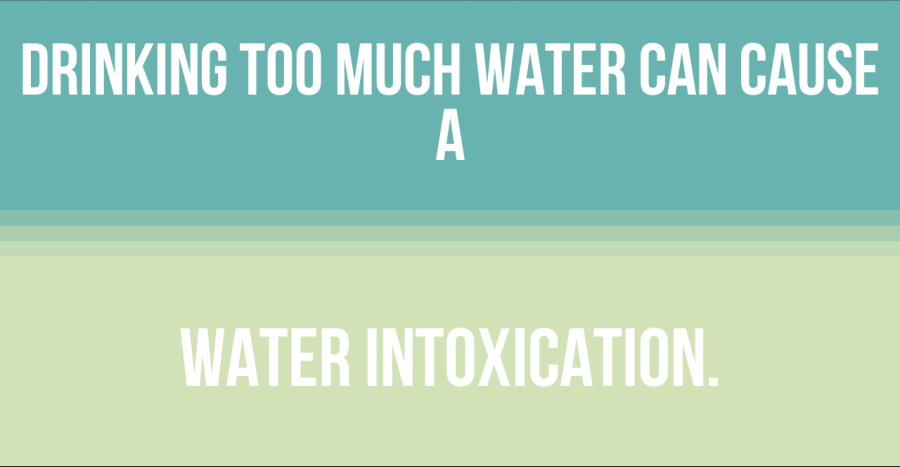 DRINKING TOO MUCH WATER CAN CAUSE
A
WATER INTOXICATION.